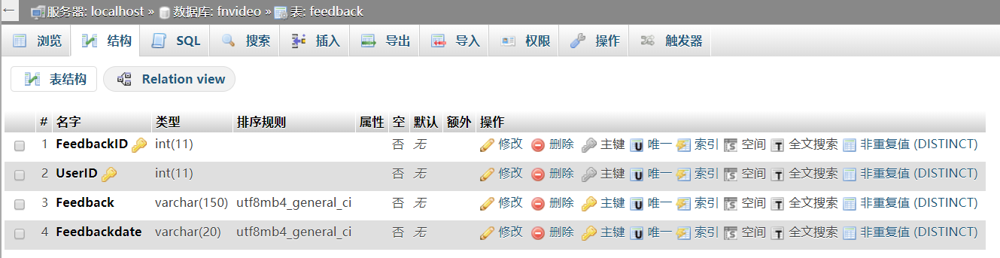 ← 服务器: localhost » 数据库: fnvideo » 表: feedback
浏览 结构 SQL 搜索 插入 导出 导入 权限 操作 触发器
表结构 Relation view
# 名字 类型 排序规则 属性 空 默认 额外 操作
1 FeedbackID int(11) 否 无 修改 删除 主键 U 唯一 索引 S 空间 T 全文搜索 非重复值 (DISTINCT)
2 UserID int(11) 否 无 修改 删除 主键 U 唯一 索引 S 空间 T 全文搜索 非重复值 (DISTINCT)
3 Feedback varchar(150) utf8mb4_general_ci 否 无 修改 删除 主键 U 唯一 索引 S 空间 T 全文搜索 非重复值 (DISTINCT)
4 Feedbackdate varchar(20) utf8mb4_general_ci 否 无 修改 删除 主键 U 唯一 索引 S 空间 T 全文搜索 非重复值 (DISTINCT)